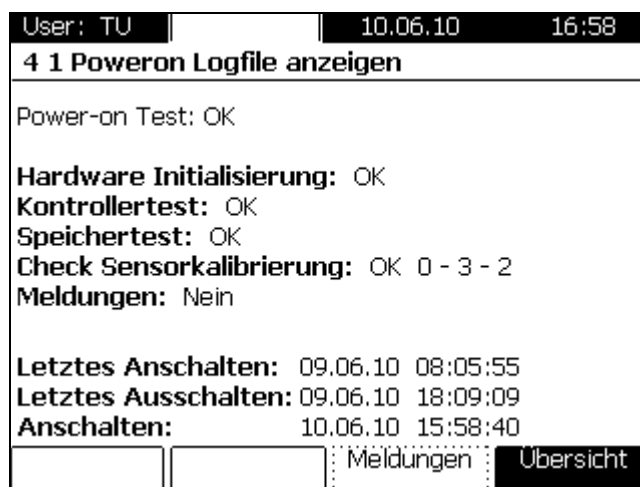 User: TU 10.06.10 16:58
4 1 Poweron Logfile anzeigen
Power-on Test: OK
Hardware Initialisierung: OK
Kontrollertest: OK
Speichertest: OK
Check Sensorkalibrierung: OK 0 - 3 - 2
Meldungen: Nein
Letztes Anschalten: 09.06.10 08:05:55
Letztes Ausschalten: 09.06.10 18:09:09
Anschalten: 10.06.10 15:58:40
Meldungen Übersicht